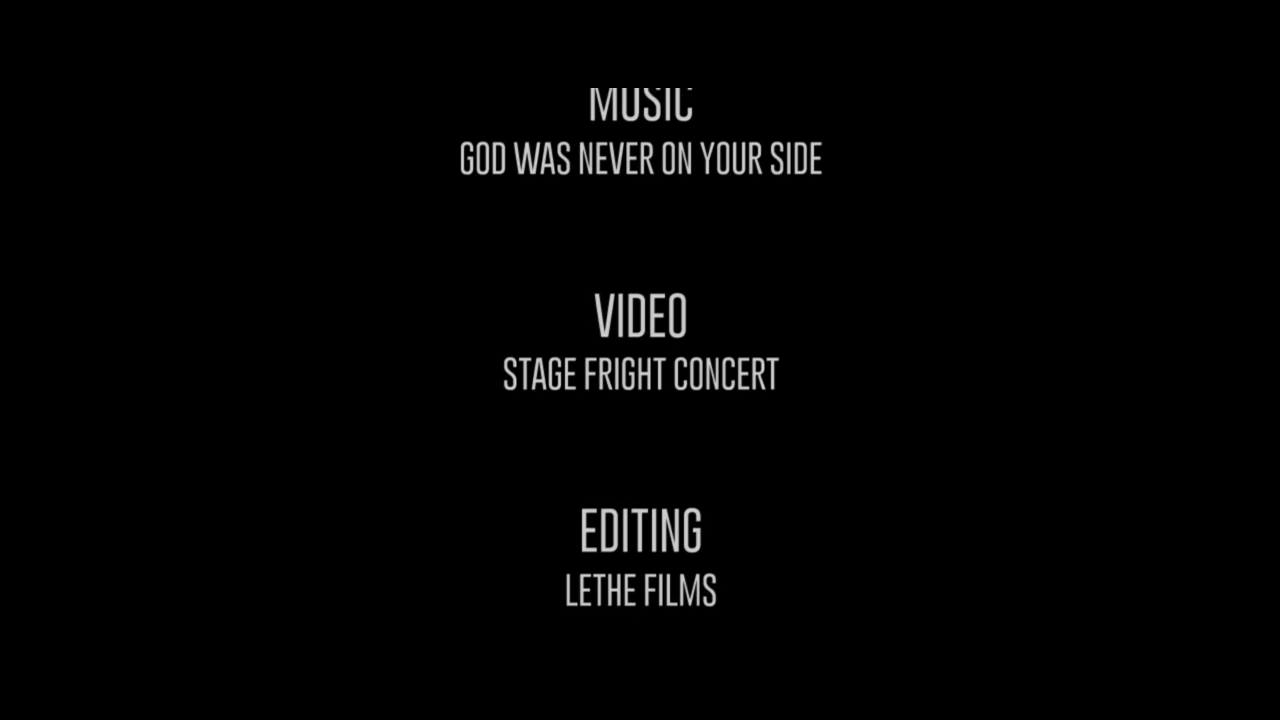 MUSIC
GOD WAS NEVER ON YOUR SIDE
VIDEO
STAGE FRIGHT CONCERT
EDITING
LETHE FILMS